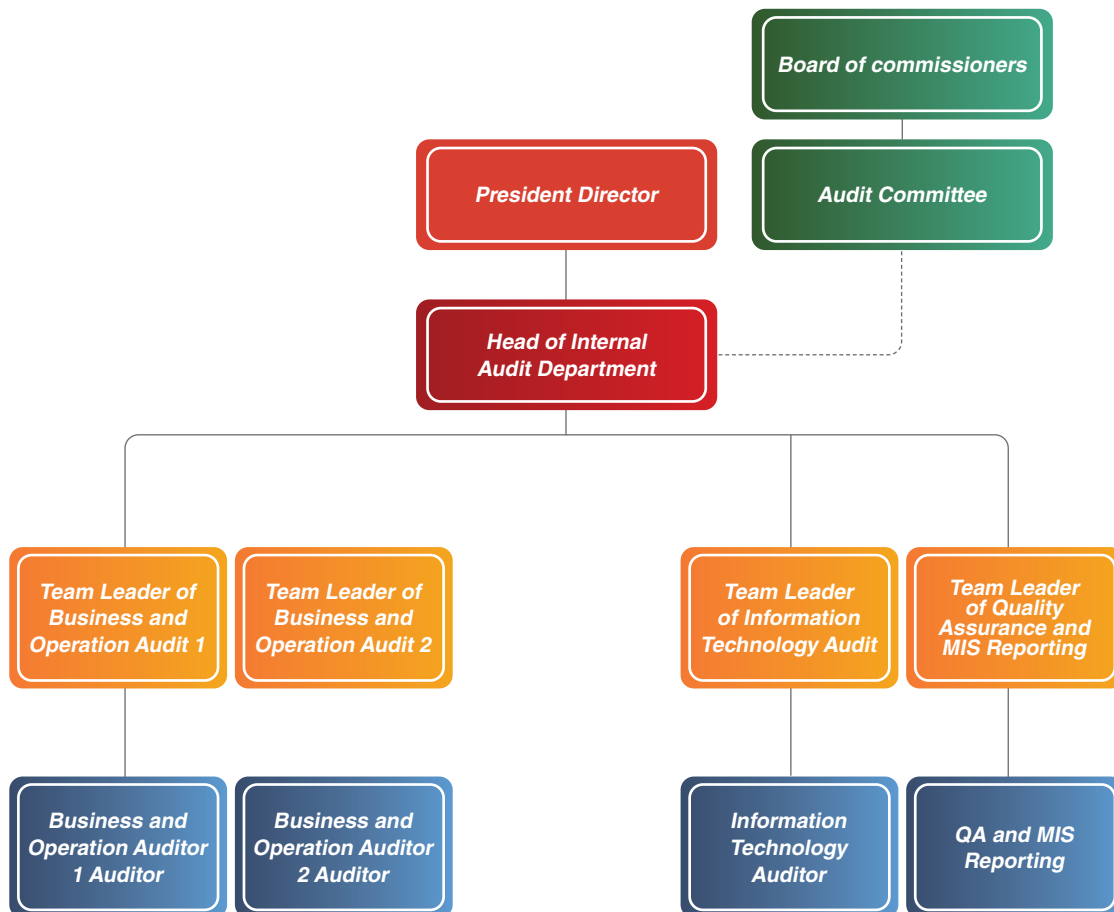 Board of commissioners
President Director
Audit Committee
Head of Internal
Audit Department
Team Leader of
Business and
Operation Audit 1
Team Leader of
Business and
Operation Audit 2
Team Leader
of Information
Technology Audit
Team Leader
of Quality
Assurance and
MIS Reporting
Business and
Operation Auditor
1 Auditor
Business and
Operation Auditor
2 Auditor
Information
Technology
Auditor
QA and MIS
Reporting